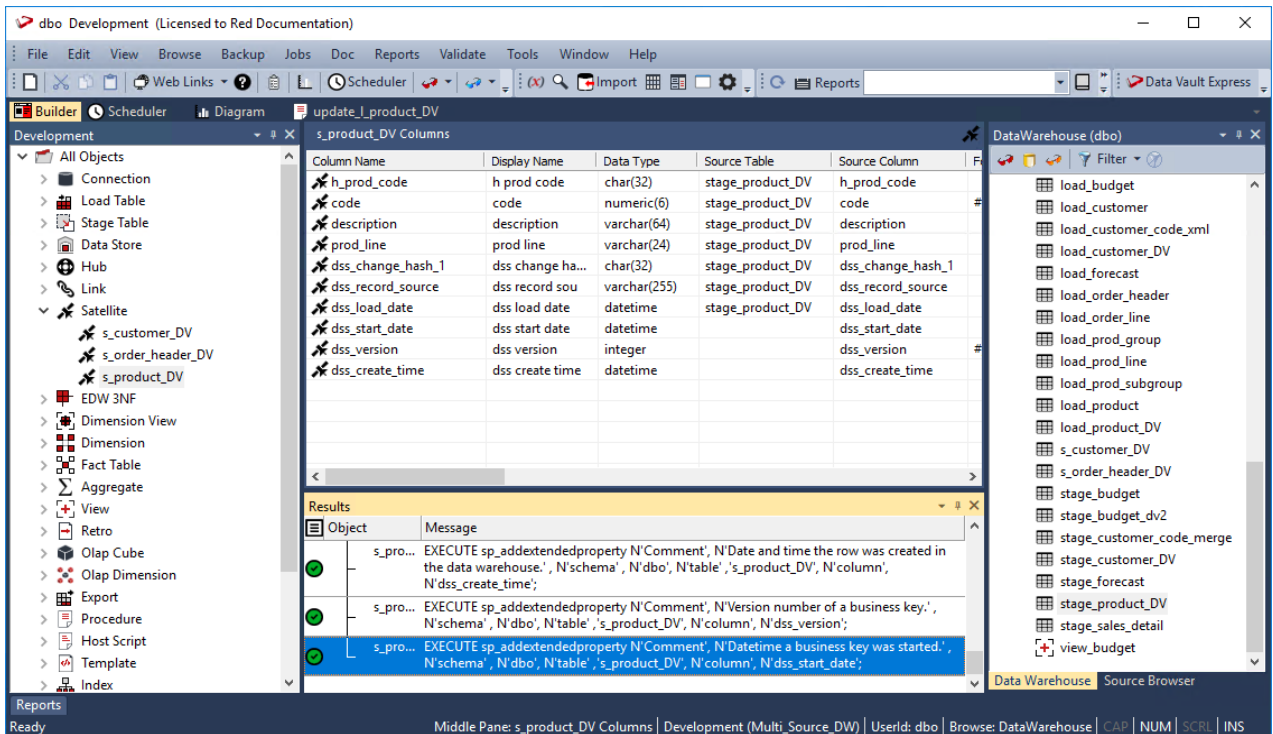 dbo Development (Licensed to Red Documentation)
File Edit View Browse Backup Jobs Doc Reports Validate Tools Window Help
Web Links Scheduler (x) Import Reports Data Vault Express
Builder Scheduler Diagram update_l_product_DV
Development
All Objects
Connection
Load Table
Stage Table
Data Store
Hub
Link
Satellite
s_customer_DV
s_order_header_DV
s_product_DV
EDW 3NF
Dimension View
Dimension
Fact Table
Aggregate
View
Retro
Olap Cube
Olap Dimension
Export
Procedure
Host Script
Template
Index
s_product_DV Columns
Column Name Display Name Data Type Source Table Source Column
h_prod_code h prod code char(32) stage_product_DV h_prod_code
code code numeric(6) stage_product_DV code #
description description varchar(64) stage_product_DV description
prod_line prod line varchar(24) stage_product_DV prod_line
dss_change_hash_1 dss change ha... char(32) stage_product_DV dss_change_hash_1
dss_record_source dss record sou varchar(255) stage_product_DV dss_record_source
dss_load_date dss load date datetime stage_product_DV dss_load_date
dss_start_date dss start date datetime dss_start_date
dss_version dss version integer dss_version #
dss_create_time dss create time datetime dss_create_time
Results
Object Message
s_pro... EXECUTE sp_addextendedproperty N'Comment', N'Date and time the row was created in
the data warehouse.' , N'schema' , N'dbo', N'table' ,'s_product_DV', N'column',
N'dss_create_time';
s_pro... EXECUTE sp_addextendedproperty N'Comment', N'Version number of a business key.' ,
N'schema' , N'dbo', N'table' ,'s_product_DV', N'column', N'dss_version';
s_pro... EXECUTE sp_addextendedproperty N'Comment', N'Datetime a business key was started.' ,
N'schema' , N'dbo', N'table' ,'s_product_DV', N'column', N'dss_start_date';
DataWarehouse (dbo)
Filter
load_budget
load_customer
load_customer_code_xml
load_customer_DV
load_forecast
load_order_header
load_order_line
load_prod_group
load_prod_line
load_prod_subgroup
load_product
load_product_DV
s_customer_DV
s_order_header_DV
stage_budget
stage_budget_dv2
stage_customer_code_merge
stage_customer_DV
stage_forecast
stage_product_DV
stage_sales_detail
view_budget
Data Warehouse Source Browser
Reports
Ready Middle Pane: s_product_DV Columns Development (Multi_Source_DW) UserId: dbo Browse: DataWarehouse CAP NUM SCRL INS